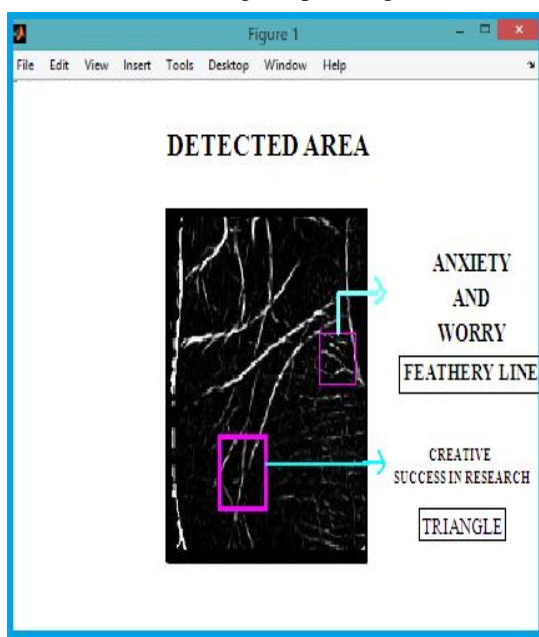 Figure 1
File Edit View Insert Tools Desktop Window Help
DETECTED AREA
ANXIETY
AND
WORRY
FEATHERY LINE
CREATIVE
SUCCESS IN RESEARCH
TRIANGLE